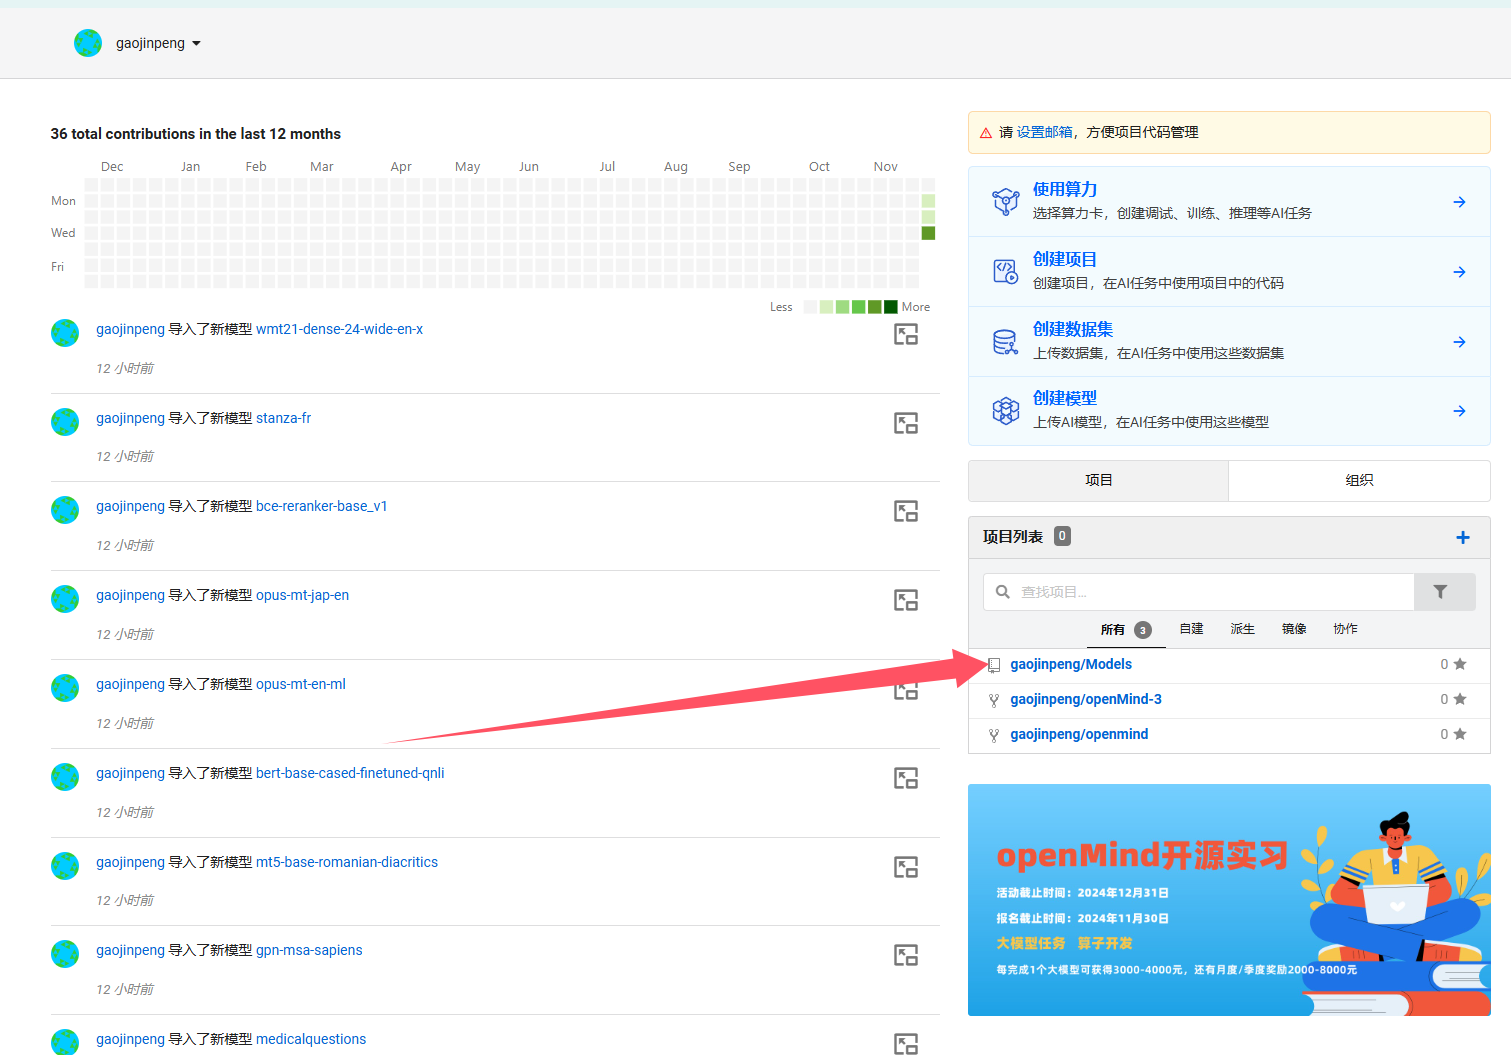 gaojinpeng
36 total contributions in the last 12 months
Dec Jan Feb Mar Apr May Jun Jul Aug Sep Oct Nov
Mon
Wed
Fri
Less More
gaojinpeng 导入了新模型 wmt21-dense-24-wide-en-x
12 小时前
gaojinpeng 导入了新模型 stanza-fr
12 小时前
gaojinpeng 导入了新模型 bce-reranker-base_v1
12 小时前
gaojinpeng 导入了新模型 opus-mt-jap-en
12 小时前
gaojinpeng 导入了新模型 opus-mt-en-ml
12 小时前
gaojinpeng 导入了新模型 bert-base-cased-finetuned-qnli
12 小时前
gaojinpeng 导入了新模型 mt5-base-romanian-diacritics
12 小时前
gaojinpeng 导入了新模型 gpn-msa-sapiens
12 小时前
gaojinpeng 导入了新模型 medicalquestions
请 设置邮箱，方便项目代码管理
使用算力
选择算力卡，创建调试、训练、推理等AI任务
创建项目
创建项目，在AI任务中使用项目中的代码
创建数据集
上传数据集，在AI任务中使用这些数据集
创建模型
上传AI模型，在AI任务中使用这些模型
项目 组织
项目列表 0
查找项目...
所有 3 自建 派生 镜像 协作
gaojinpeng/Models 0
gaojinpeng/openMind-3 0
gaojinpeng/openmind 0
openMind开源实习
活动截止时间：2024年12月31日
报名截止时间：2024年11月30日
大模型任务 算子开发
每完成1个大模型可获得3000-4000元，还有月度/季度奖励2000-8000元